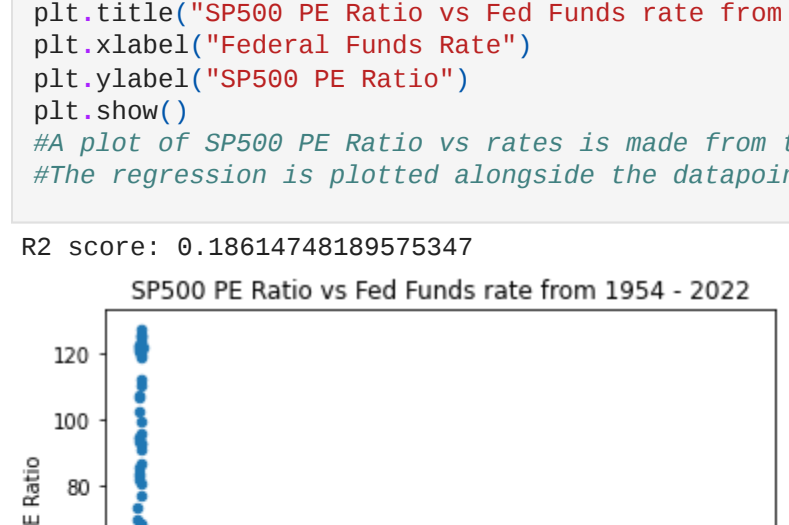 plt.title("SP500 PE Ratio vs Fed Funds rate from
plt.xlabel("Federal Funds Rate")
plt.ylabel("SP500 PE Ratio")
plt.show()
#A plot of SP500 PE Ratio vs rates is made from
#The regression is plotted alongside the
R2 score: 0.18614748189575347
SP500 PE Ratio vs Fed Funds rate from 1954 - 2022
120
100
80
E Ratio